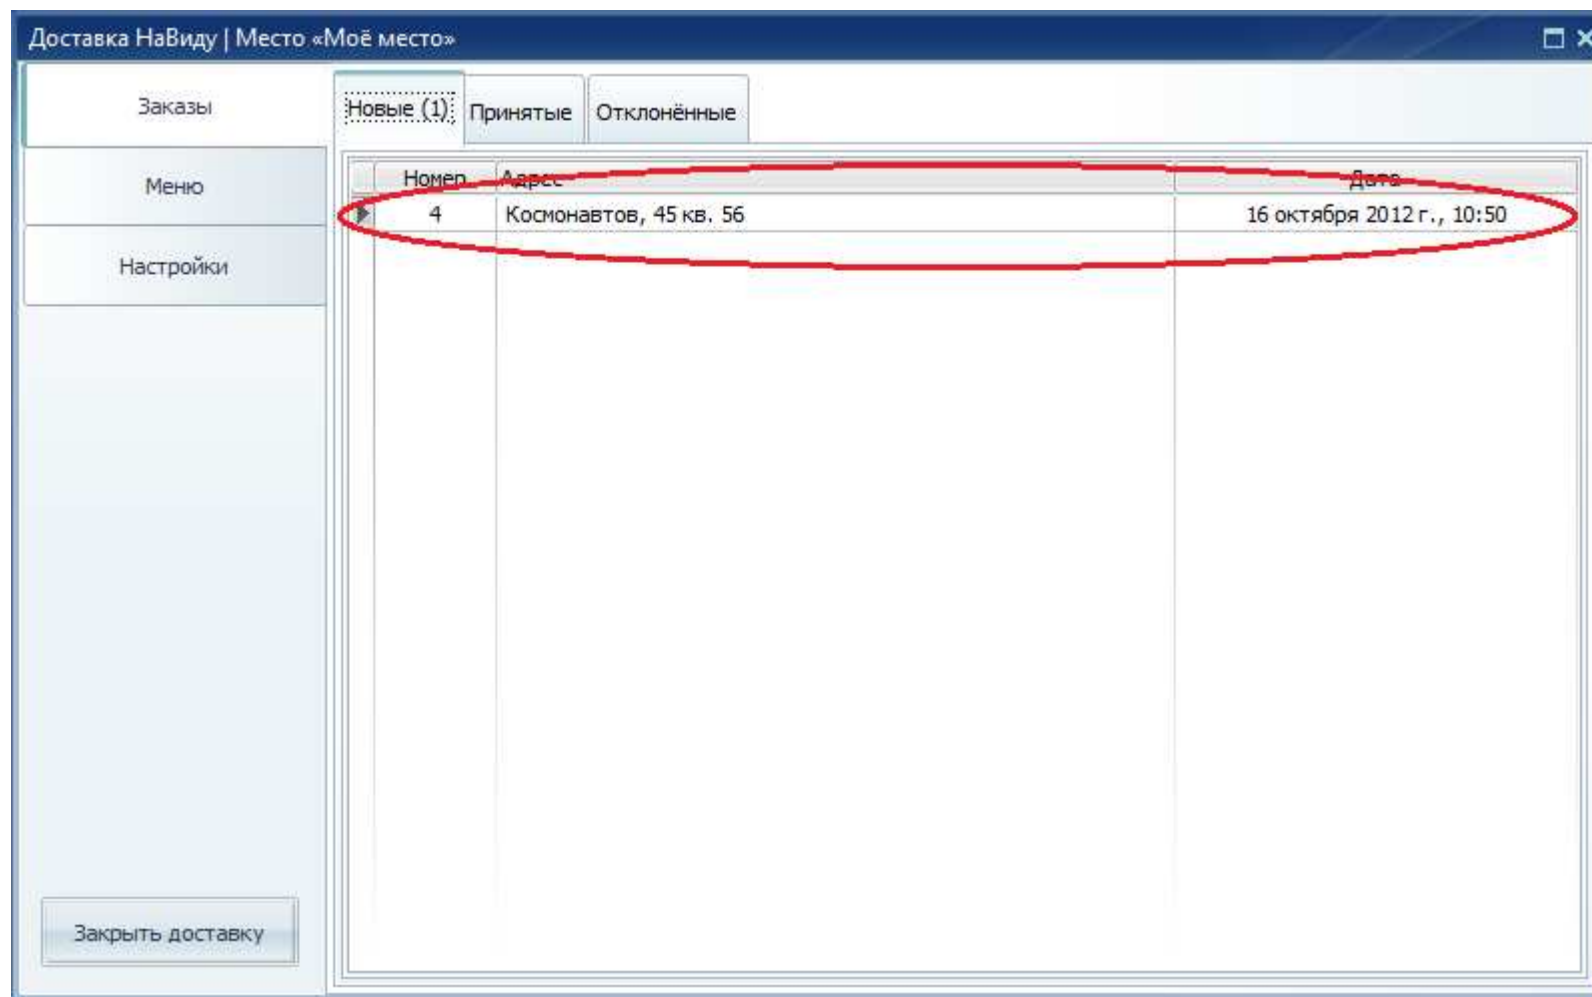 Доставка НаВиду | Место «Моё место»
Заказы
Новые (1)
Принятые
Отклонённые
Меню
Номер
Адрес
Дата
4
Космонавтов, 45 кв. 56
16 октября 2012 г., 10:50
Настройки
Закрыть доставку